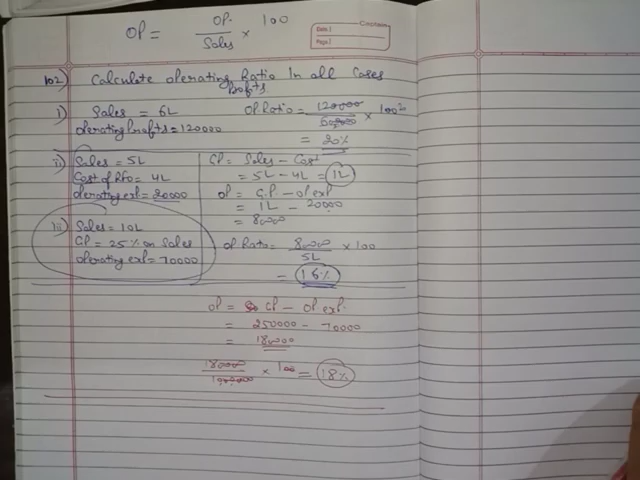 OP = OP. / Sales × 100
Date
Page
102) Calculate Operating Ratio In all Cases
Profits
i) Sales = 6L
Operating Profits = 120000
OP Ratio = 120000 / 600000 × 100
= 20%
ii) Sales = 5L
Cost of RFO = 4L
Operating exp = 20000
GP = Sales - Cost
= 5L - 4L = 1L
OP = G.P - OP exp
= 1L - 20000
= 80000
OP Ratio = 80000 / 5L × 100
= 16%
iii) Sales = 10L
GP = 25% on Sales
Operating exp = 70000
OP = GP - OP exp.
= 250000 - 70000
= 180000
180000 / 1000000 × 100 = 18%